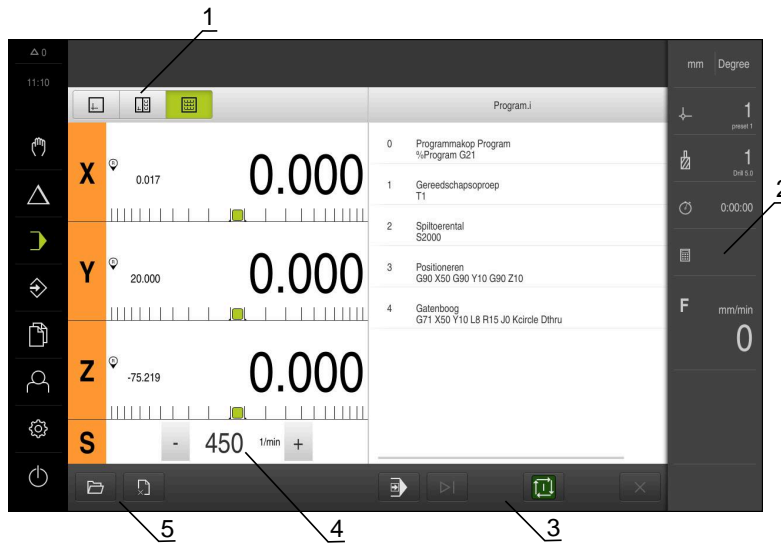 1
0
11:10
mm Degree
Program.i
1
preset 1
1
Drill 5.0
0:00:00
2
F mm/min
0
X R 0.017 0.000
Y R 20.000 0.000
Z R -75.219 0.000
S - 450 1/min +
0 Programmakop Program
%Program G21
1 Gereedschapsoproep
T1
2 Spiltoerental
S2000
3 Positioneren
G90 X50 G90 Y10 G90 Z10
4 Gatenboog
G71 X50 Y10 L8 R15 J0 Kcircle Dthru
5
4
3